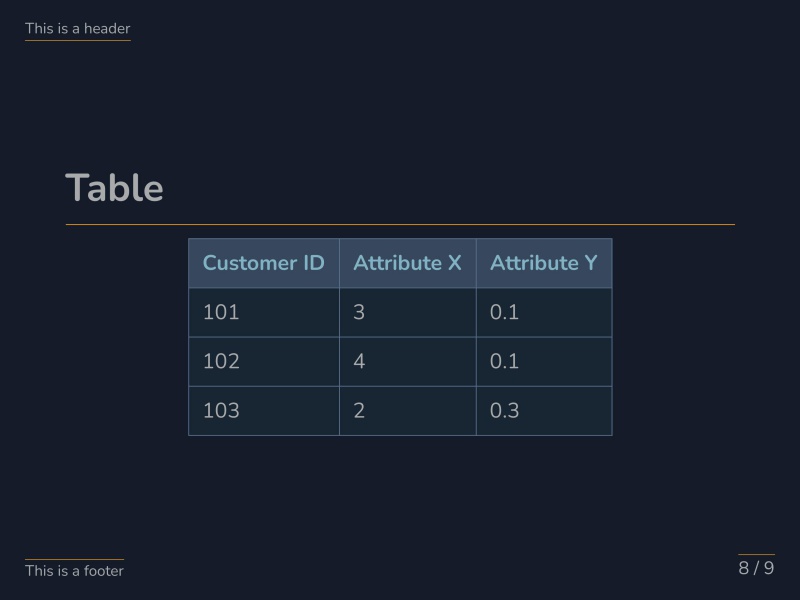 This is a header
Table
Customer ID Attribute X Attribute Y
101 3 0.1
102 4 0.1
103 2 0.3
This is a footer
8 / 9